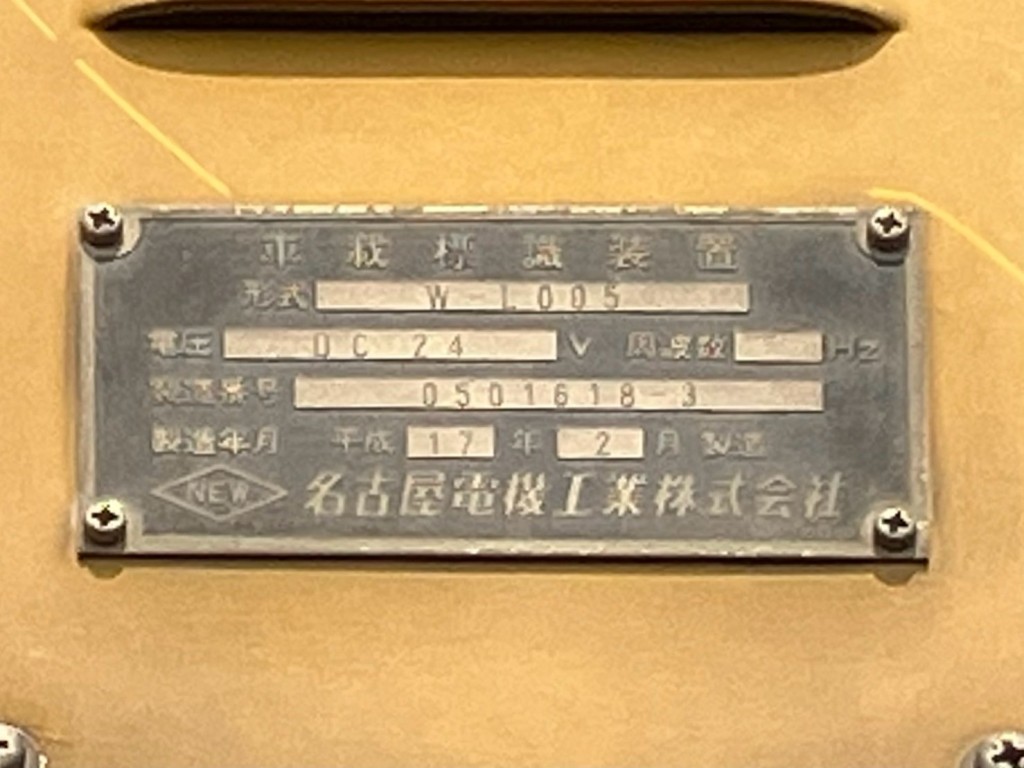 車載標識装置
形式 W-L005
電圧 DC 24 V 周波数 Hz
製造番号 0501618-3
製造年月 平成 17 年 2 月 製造
NEW 名古屋電機工業株式会社